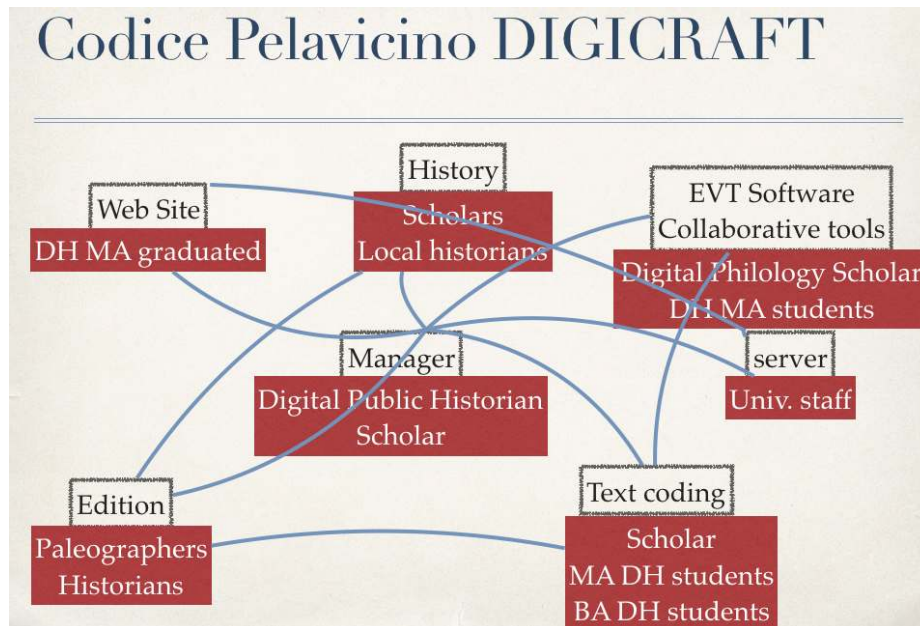 Codice Pelavicino DIGICRAFT
History
Scholars
Local historians
Web Site
DH MA graduated
EVT Software
Collaborative tools
Digital Philology Scholar
DH MA students
Manager
Digital Public Historian
Scholar
server
Univ. staff
Edition
Paleographers
Historians
Text coding
Scholar
MA DH students
BA DH students